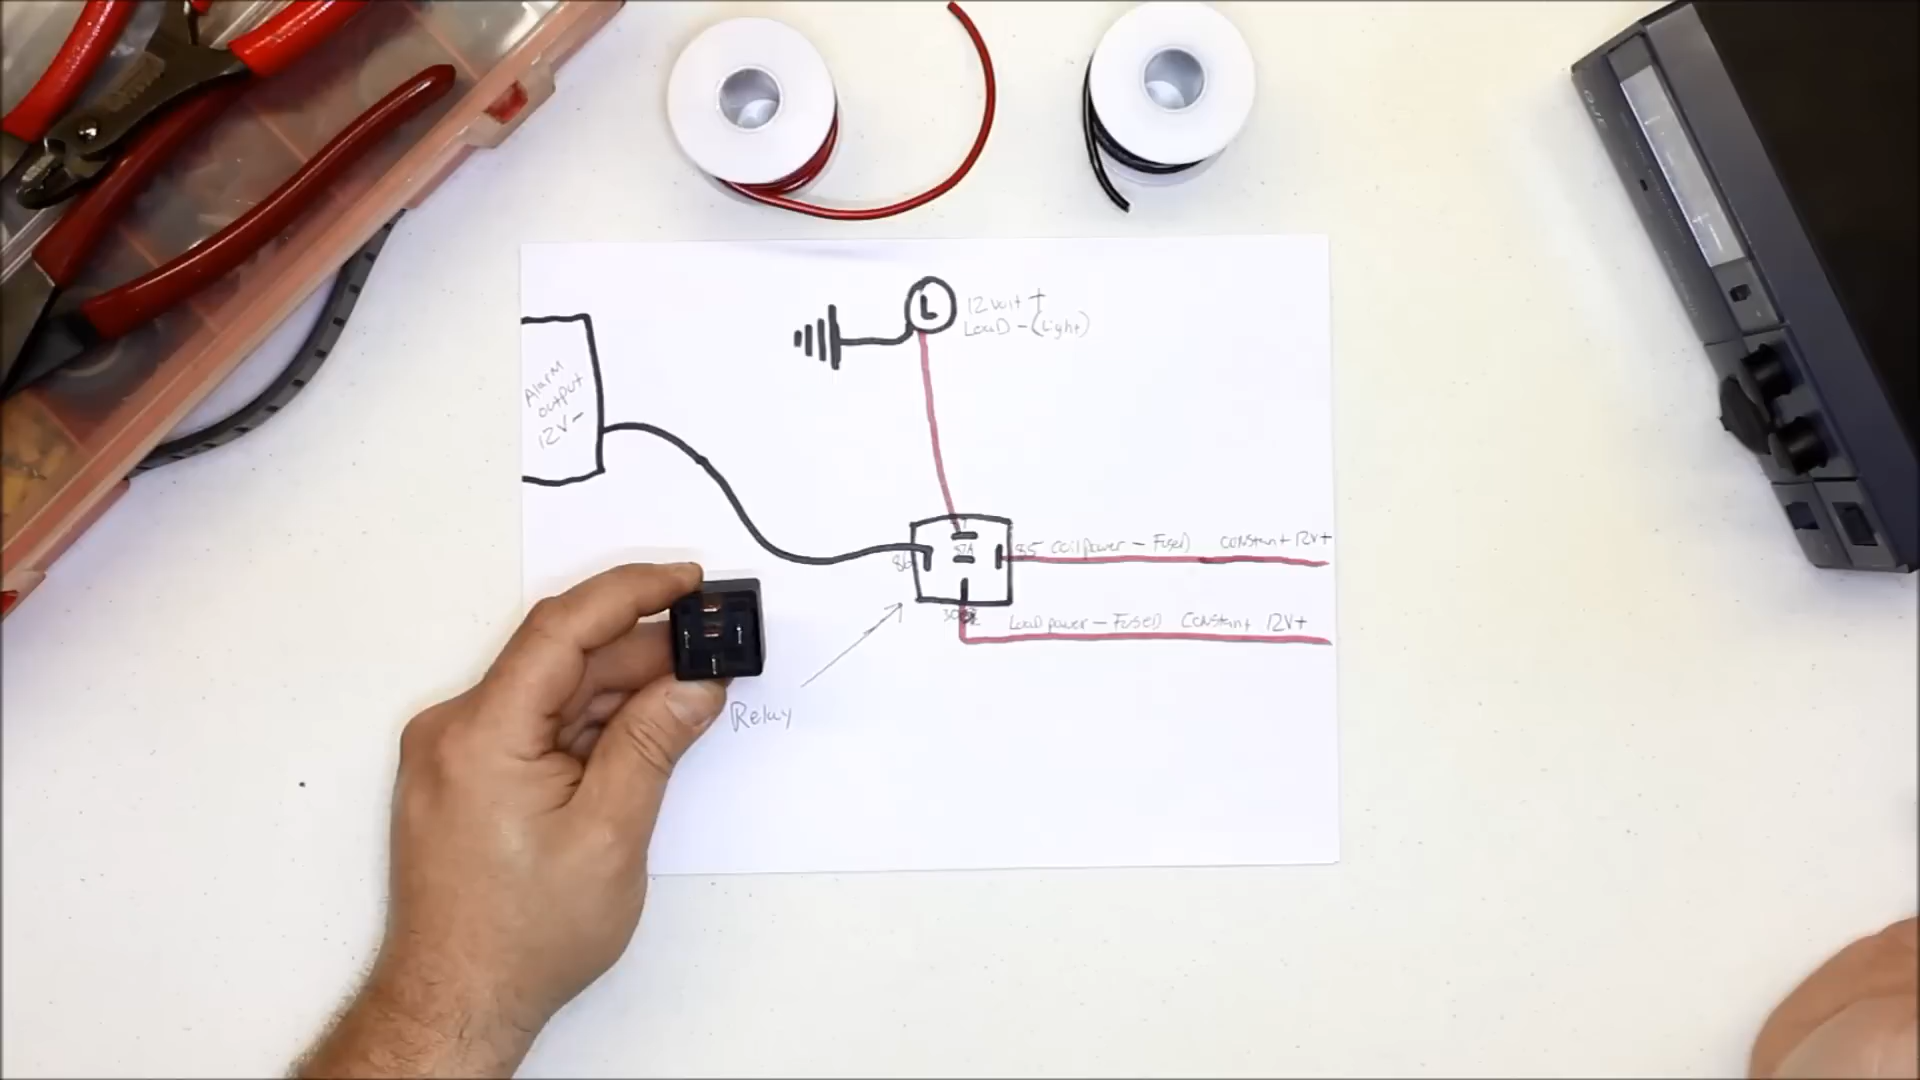 12 volt +
LoaD - (Light)
Alarm
output
12V-
87A
86
85 coil power - Fused constant 12v+
30
LoaD power - FuseD Constant 12V+
Relay